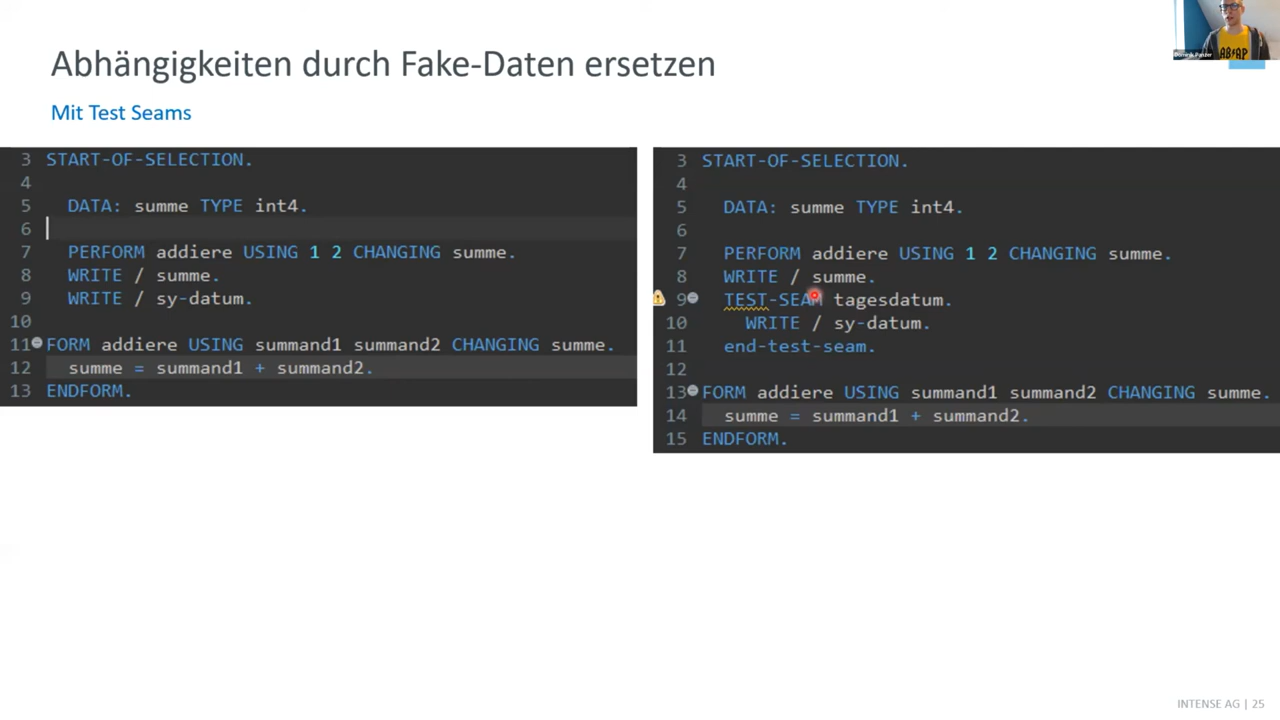 Abhängigkeiten durch Fake-Daten ersetzen
Mit Test Seams
3 START-OF-SELECTION.
4
5 DATA: summe TYPE int4.
6
7 PERFORM addiere USING 1 2 CHANGING summe.
8 WRITE / summe.
9 WRITE / sy-datum.
10
11 FORM addiere USING summand1 summand2 CHANGING summe.
12 summe = summand1 + summand2.
13 ENDFORM.
3 START-OF-SELECTION.
4
5 DATA: summe TYPE int4.
6
7 PERFORM addiere USING 1 2 CHANGING summe.
8 WRITE / summe.
9 TEST-SEAM tagesdatum.
10 WRITE / sy-datum.
11 end-test-seam.
12
13 FORM addiere USING summand1 summand2 CHANGING summe.
14 summe = summand1 + summand2.
15 ENDFORM.
Dominik Panzer
INTENSE AG | 25